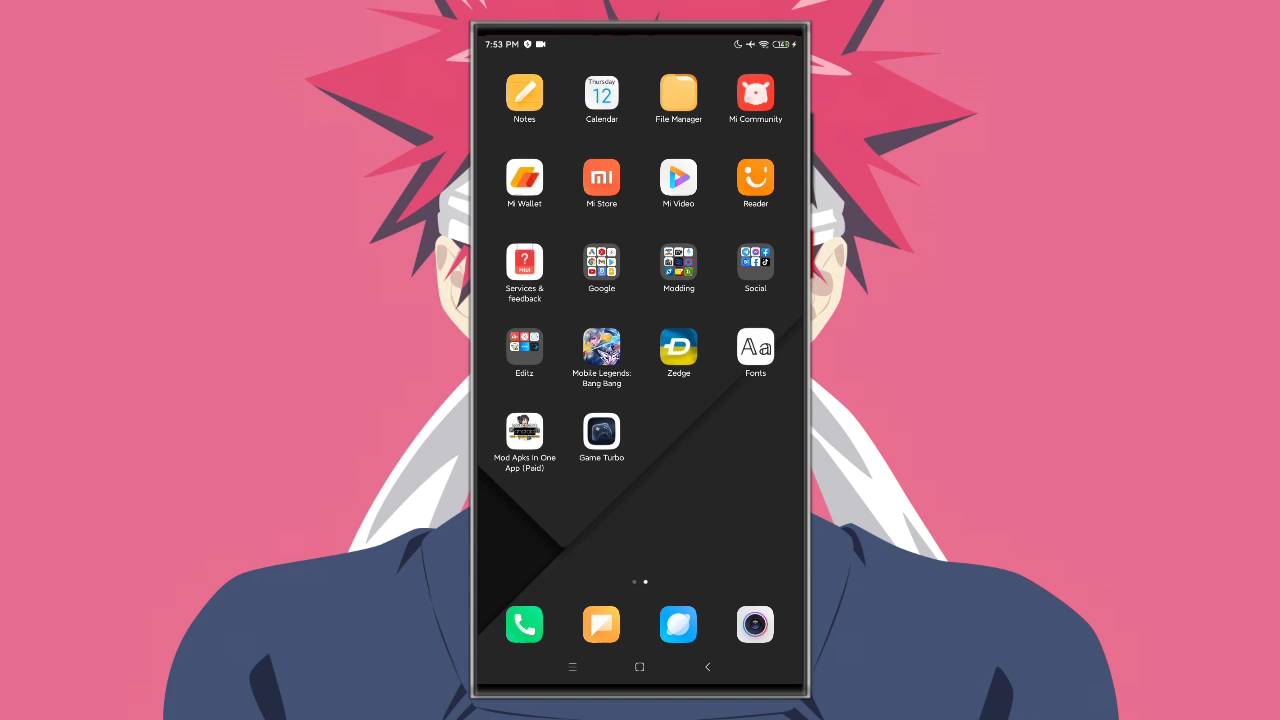 7:53 PM
14
Thursday
12
Notes
Calendar
File Manager
Mi Community
Mi Wallet
Mi Store
Mi Video
Reader
?
MIUI
Services &
feedback
Google
Modding
Social
Editz
Mobile Legends:
Bang Bang
Zedge
Aa
Fonts
Mod Apks In One
App (Paid)
Game Turbo